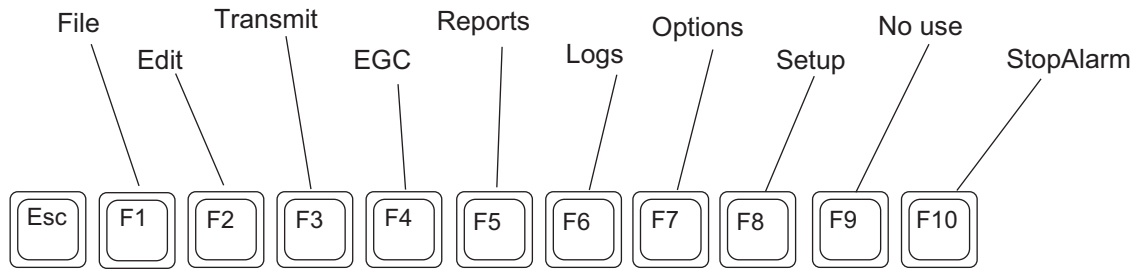 File
Edit
Transmit
EGC
Reports
Logs
Options
Setup
No use
StopAlarm
Esc
F1
F2
F3
F4
F5
F6
F7
F8
F9
F10